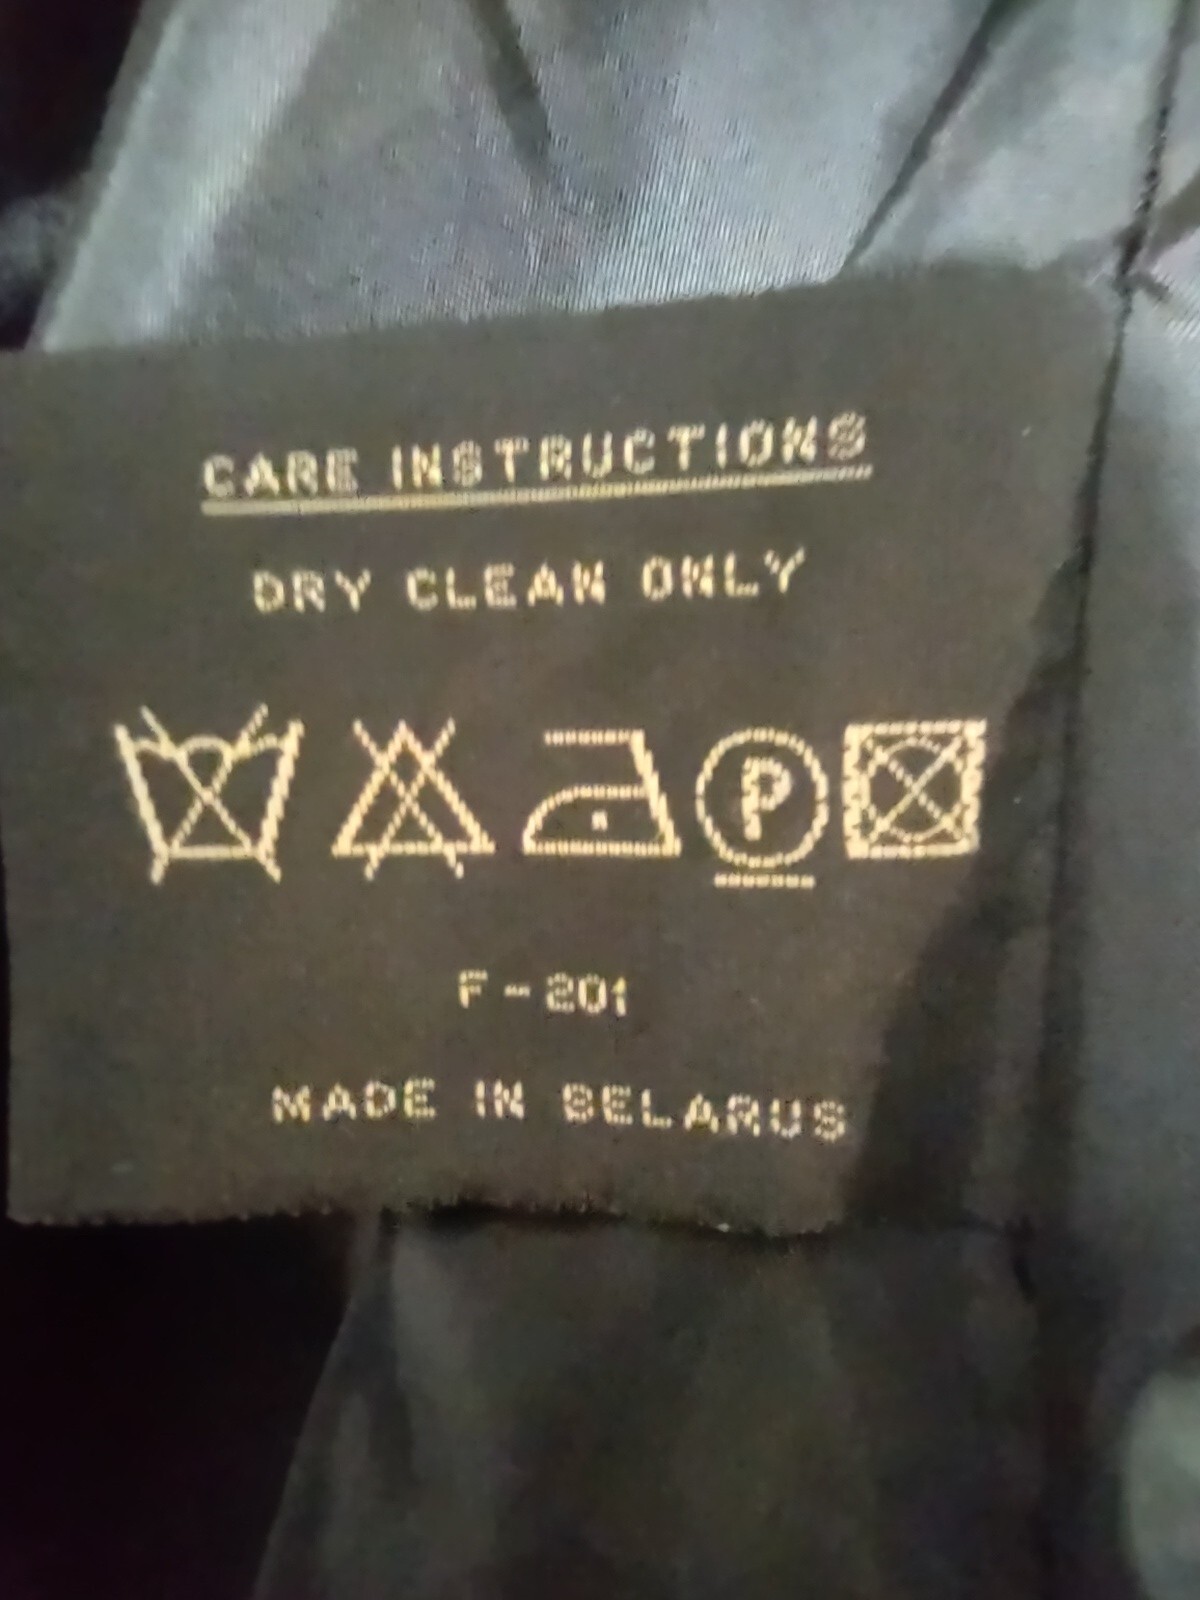 CARE INSTRUCTIONS
DRY CLEAN ONLY
P
F-201
MADE IN BELARUS